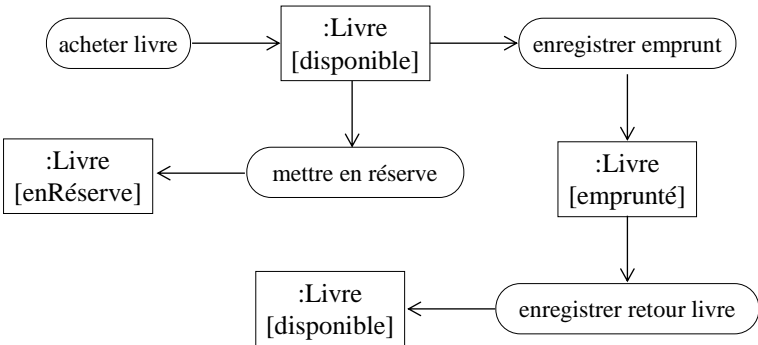 acheter livre
:Livre
[disponible]
enregistrer emprunt
:Livre
[enRéserve]
mettre en réserve
:Livre
[emprunté]
:Livre
[disponible]
enregistrer retour livre